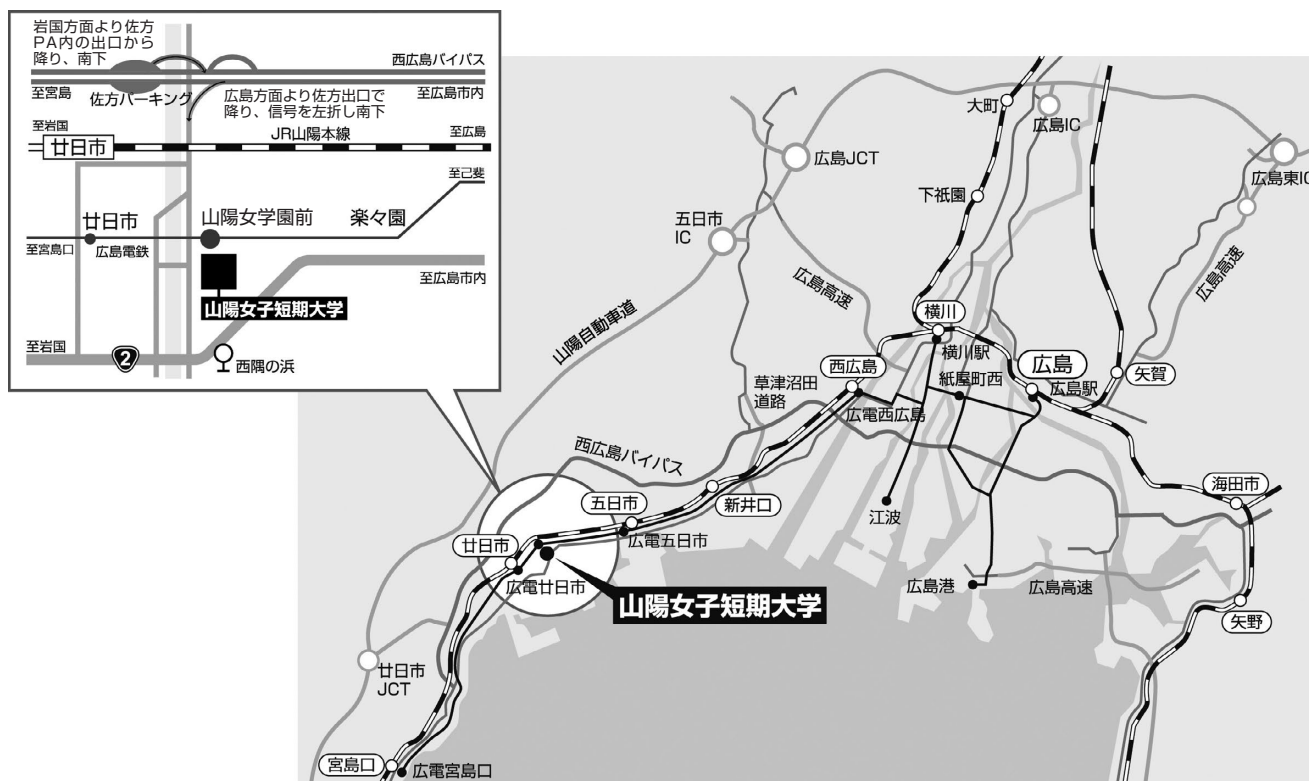 岩国方面より佐方
PA内の出口から
降り、南下
西広島バイパス
至宮島
佐方パーキング
広島方面より佐方出口で
降り、信号を左折し南下
至広島市内
至岩国
廿日市
JR山陽本線
至広島
至己斐
廿日市
山陽女学園前
楽々園
至宮島口
広島電鉄
至広島市内
山陽女子短期大学
至岩国
2
西隅の浜
大町
広島IC
広島JCT
広島東IC
下祇園
五日市
IC
広島高速
広島高速
山陽自動車道
横川
横川駅
西広島
広島
矢賀
草津沼田
道路
紙屋町西
広島駅
広電西広島
西広島バイパス
五日市
新井口
江波
海田市
廿日市
広電五日市
広電廿日市
山陽女子短期大学
広島港
広島高速
矢野
廿日市
JCT
宮島口
広電宮島口